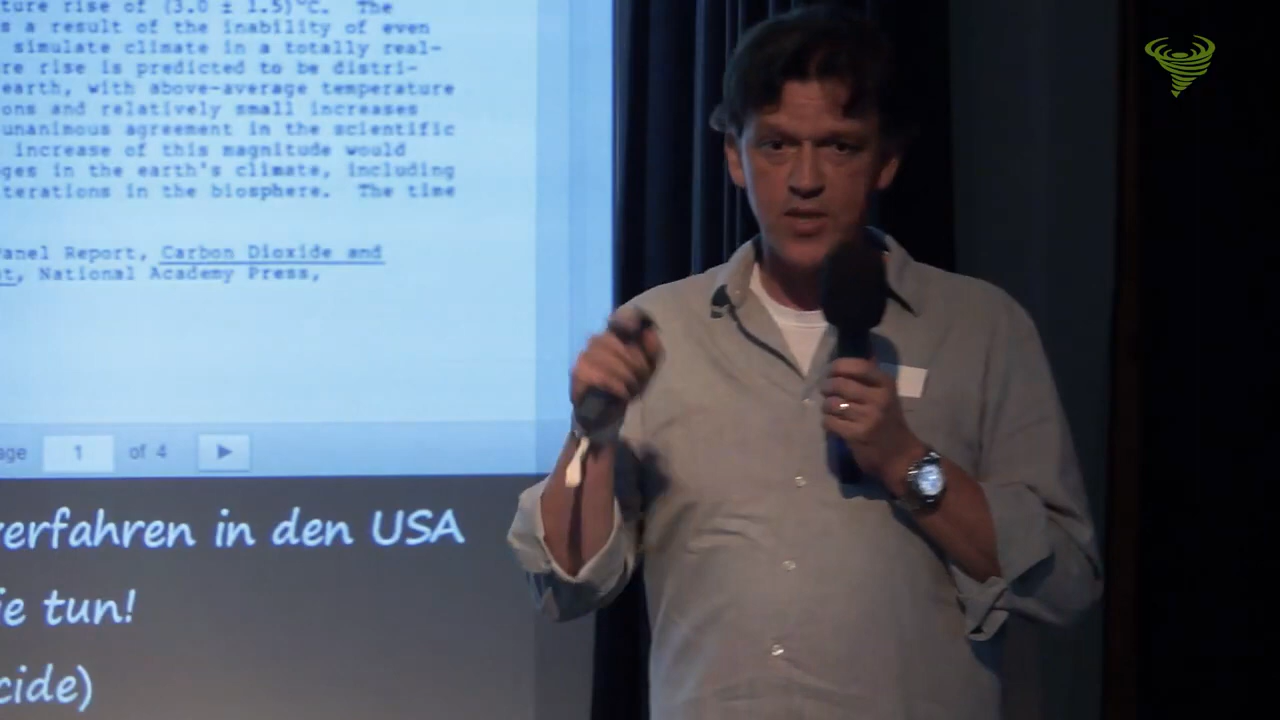 ture rise of (3.0 ± 1.5)°C. The
s a result of the inability of even
simulate climate in a totally real-
re rise is predicted to be distri-
earth, with above-average temperature
ons and relatively small increases
unanimous agreement in the scientific
increase of this magnitude would
ges in the earth's climate, including
terations in the biosphere. The time
Panel Report, Carbon Dioxide and
t, National Academy Press,
age 1 of 4
verfahren in den USA
ie tun!
cide)